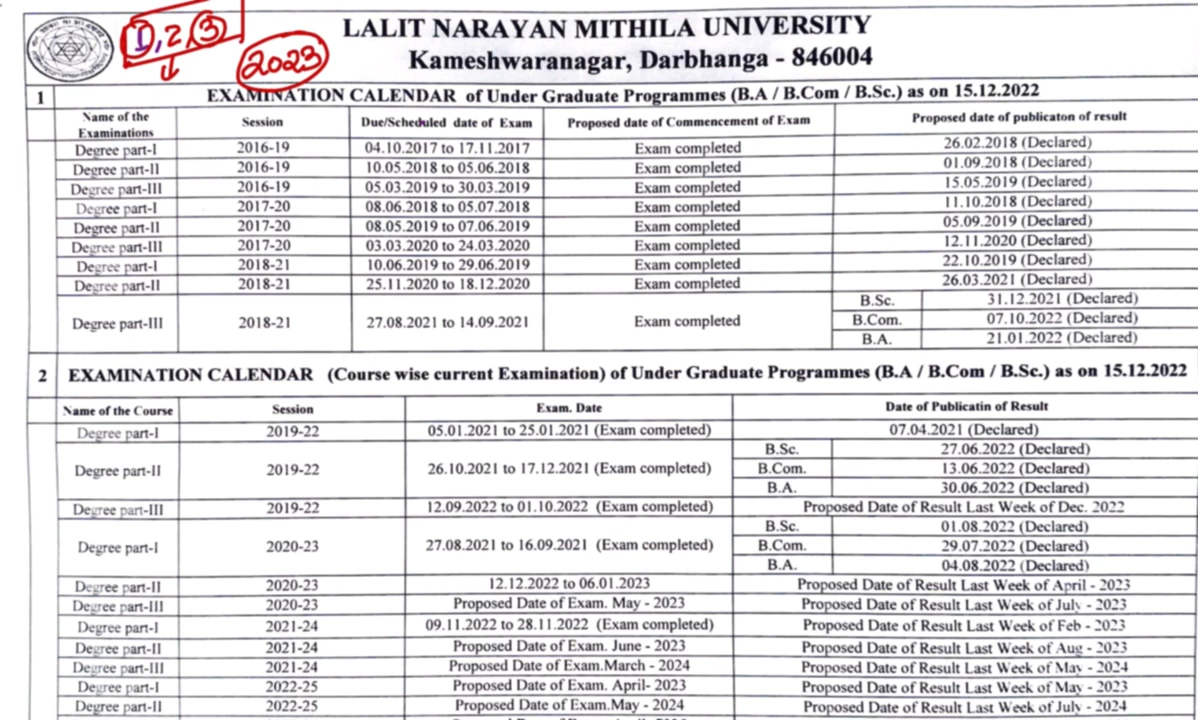 I, 2, 3
2023
LALIT NARAYAN MITHILA UNIVERSITY
Kameshwaranagar, Darbhanga - 846004
1 EXAMINATION CALENDAR of Under Graduate Programmes (B.A / B.Com / B.Sc.) as on 15.12.2022
Name of the Examinations Session Due/Scheduled date of Exam Proposed date of Commencement of Exam Proposed date of publicaton of result
Degree part-I 2016-19 04.10.2017 to 17.11.2017 Exam completed 26.02.2018 (Declared)
Degree part-II 2016-19 10.05.2018 to 05.06.2018 Exam completed 01.09.2018 (Declared)
Degree part-III 2016-19 05.03.2019 to 30.03.2019 Exam completed 15.05.2019 (Declared)
Degree part-I 2017-20 08.06.2018 to 05.07.2018 Exam completed 11.10.2018 (Declared)
Degree part-II 2017-20 08.05.2019 to 07.06.2019 Exam completed 05.09.2019 (Declared)
Degree part-III 2017-20 03.03.2020 to 24.03.2020 Exam completed 12.11.2020 (Declared)
Degree part-I 2018-21 10.06.2019 to 29.06.2019 Exam completed 22.10.2019 (Declared)
Degree part-II 2018-21 25.11.2020 to 18.12.2020 Exam completed 26.03.2021 (Declared)
B.Sc. 31.12.2021 (Declared)
Degree part-III 2018-21 27.08.2021 to 14.09.2021 Exam completed B.Com. 07.10.2022 (Declared)
B.A. 21.01.2022 (Declared)
2 EXAMINATION CALENDAR (Course wise current Examination) of Under Graduate Programmes (B.A / B.Com / B.Sc.) as on 15.12.2022
Name of the Course Session Exam. Date Date of Publicatin of Result
Degree part-I 2019-22 05.01.2021 to 25.01.2021 (Exam completed) 07.04.2021 (Declared)
B.Sc. 27.06.2022 (Declared)
Degree part-II 2019-22 26.10.2021 to 17.12.2021 (Exam completed) B.Com. 13.06.2022 (Declared)
B.A. 30.06.2022 (Declared)
Degree part-III 2019-22 12.09.2022 to 01.10.2022 (Exam completed) Proposed Date of Result Last Week of Dec. 2022
B.Sc. 01.08.2022 (Declared)
Degree part-I 2020-23 27.08.2021 to 16.09.2021 (Exam completed) B.Com. 29.07.2022 (Declared)
B.A. 04.08.2022 (Declared)
Degree part-II 2020-23 12.12.2022 to 06.01.2023 Proposed Date of Result Last Week of April - 2023
Degree part-III 2020-23 Proposed Date of Exam. May - 2023 Proposed Date of Result Last Week of July - 2023
Degree part-I 2021-24 09.11.2022 to 28.11.2022 (Exam completed) Proposed Date of Result Last Week of Feb - 2023
Degree part-II 2021-24 Proposed Date of Exam. June - 2023 Proposed Date of Result Last Week of Aug - 2023
Degree part-III 2021-24 Proposed Date of Exam.March - 2024 Proposed Date of Result Last Week of May - 2024
Degree part-I 2022-25 Proposed Date of Exam. April- 2023 Proposed Date of Result Last Week of May - 2023
Degree part-II 2022-25 Proposed Date of Exam.May - 2024 Proposed Date of Result Last Week of July - 2024